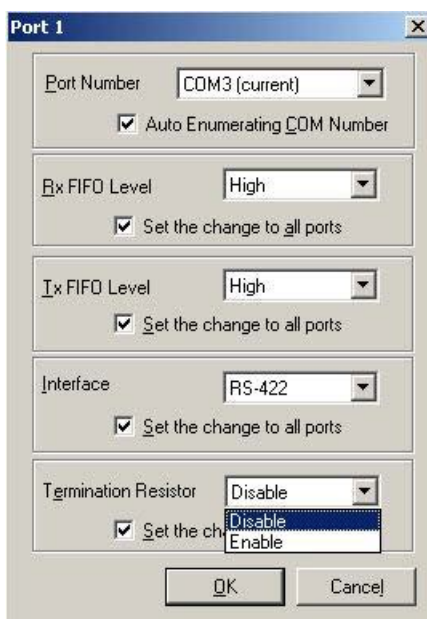 Port 1
Port Number COM3 (current)
Auto Enumerating COM Number
Rx FIFO Level High
Set the change to all ports
Tx FIFO Level High
Set the change to all ports
Interface RS-422
Set the change to all ports
Termination Resistor Disable
Disable
Set the ch
Enable
OK Cancel